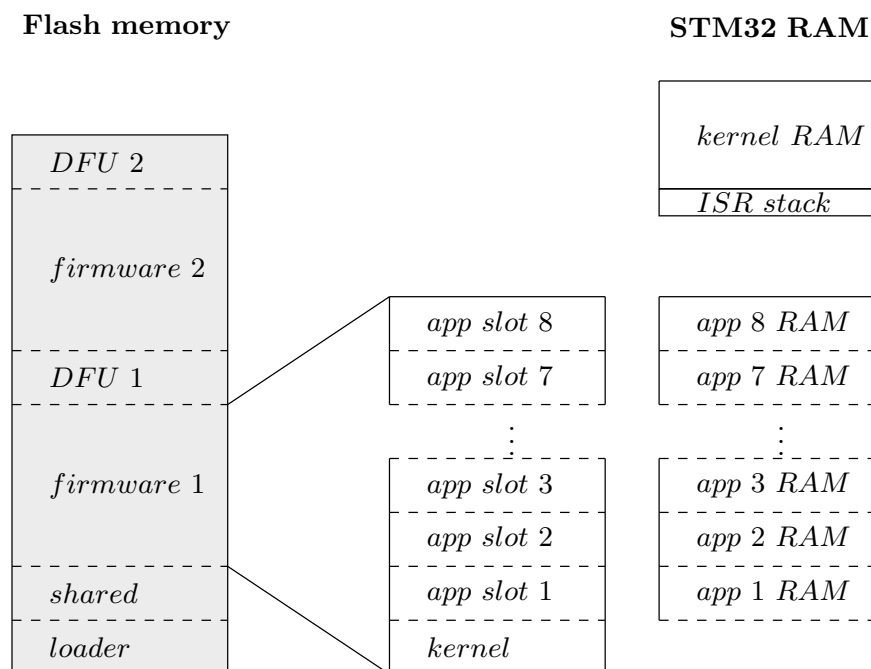 Flash memory
DFU 2
firmware 2
DFU 1
firmware 1
shared
loader
app slot 8
app slot 7
⋮
app slot 3
app slot 2
app slot 1
kernel
STM32 RAM
kernel RAM
ISR stack
app 8 RAM
app 7 RAM
⋮
app 3 RAM
app 2 RAM
app 1 RAM